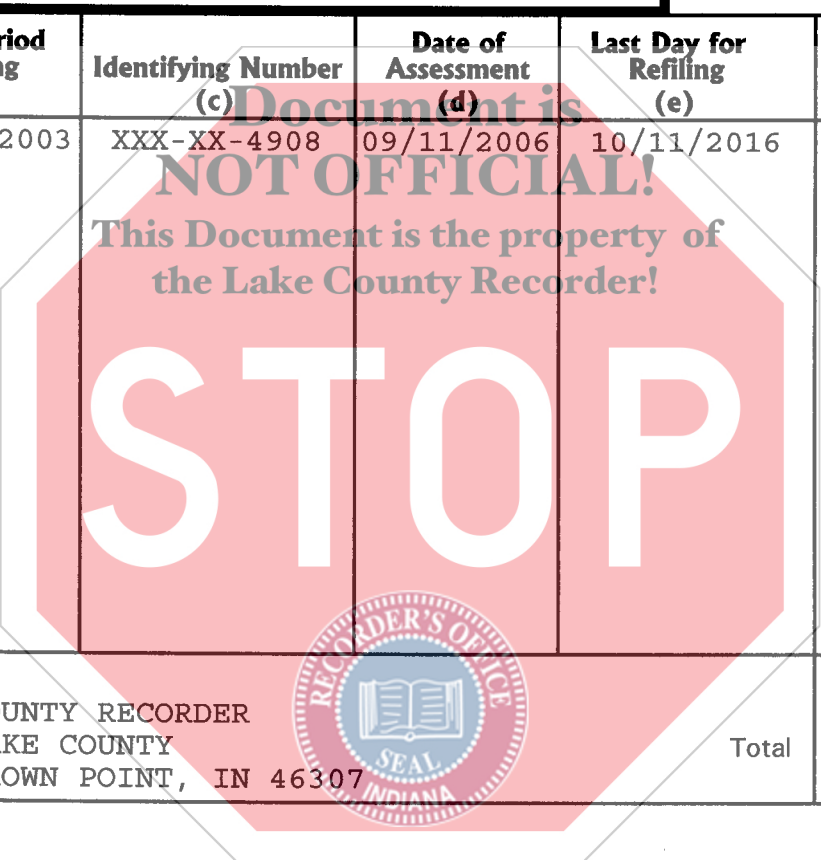 riod
ng
Identifying Number
(c)
Date of
Assessment
(d)
Last Day for
Refiling
(e)
2003 XXX-XX-4908 09/11/2006 10/11/2016
Document is
NOT OFFICIAL!
This Document is the property of
the Lake County Recorder!
STOP
RECORDER'S OFFICE
SEAL
INDIANA
UNTY RECORDER
KE COUNTY
OWN POINT, IN 46307
Total